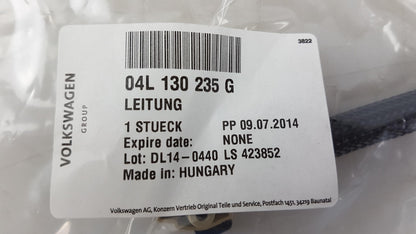 3822
VOLKSWAGEN
GROUP
04L 130 235 G
LEITUNG
1 STUECK PP 09.07.2014
Expire date: NONE
Lot: DL14-0440 LS 423852
Made in: HUNGARY
Volkswagen AG, Konzern Vertrieb Original Teile und Service, Postfach 1451, 34219 Baunatal